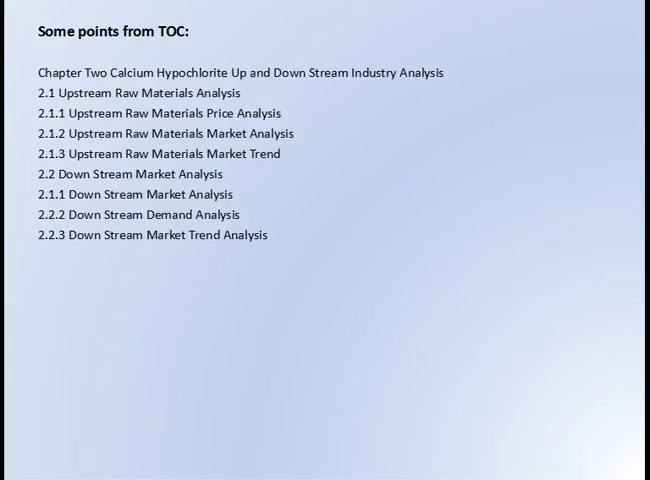 Some points from TOC:
Chapter Two Calcium Hypochlorite Up and Down Stream Industry Analysis
2.1 Upstream Raw Materials Analysis
2.1.1 Upstream Raw Materials Price Analysis
2.1.2 Upstream Raw Materials Market Analysis
2.1.3 Upstream Raw Materials Market Trend
2.2 Down Stream Market Analysis
2.1.1 Down Stream Market Analysis
2.2.2 Down Stream Demand Analysis
2.2.3 Down Stream Market Trend Analysis